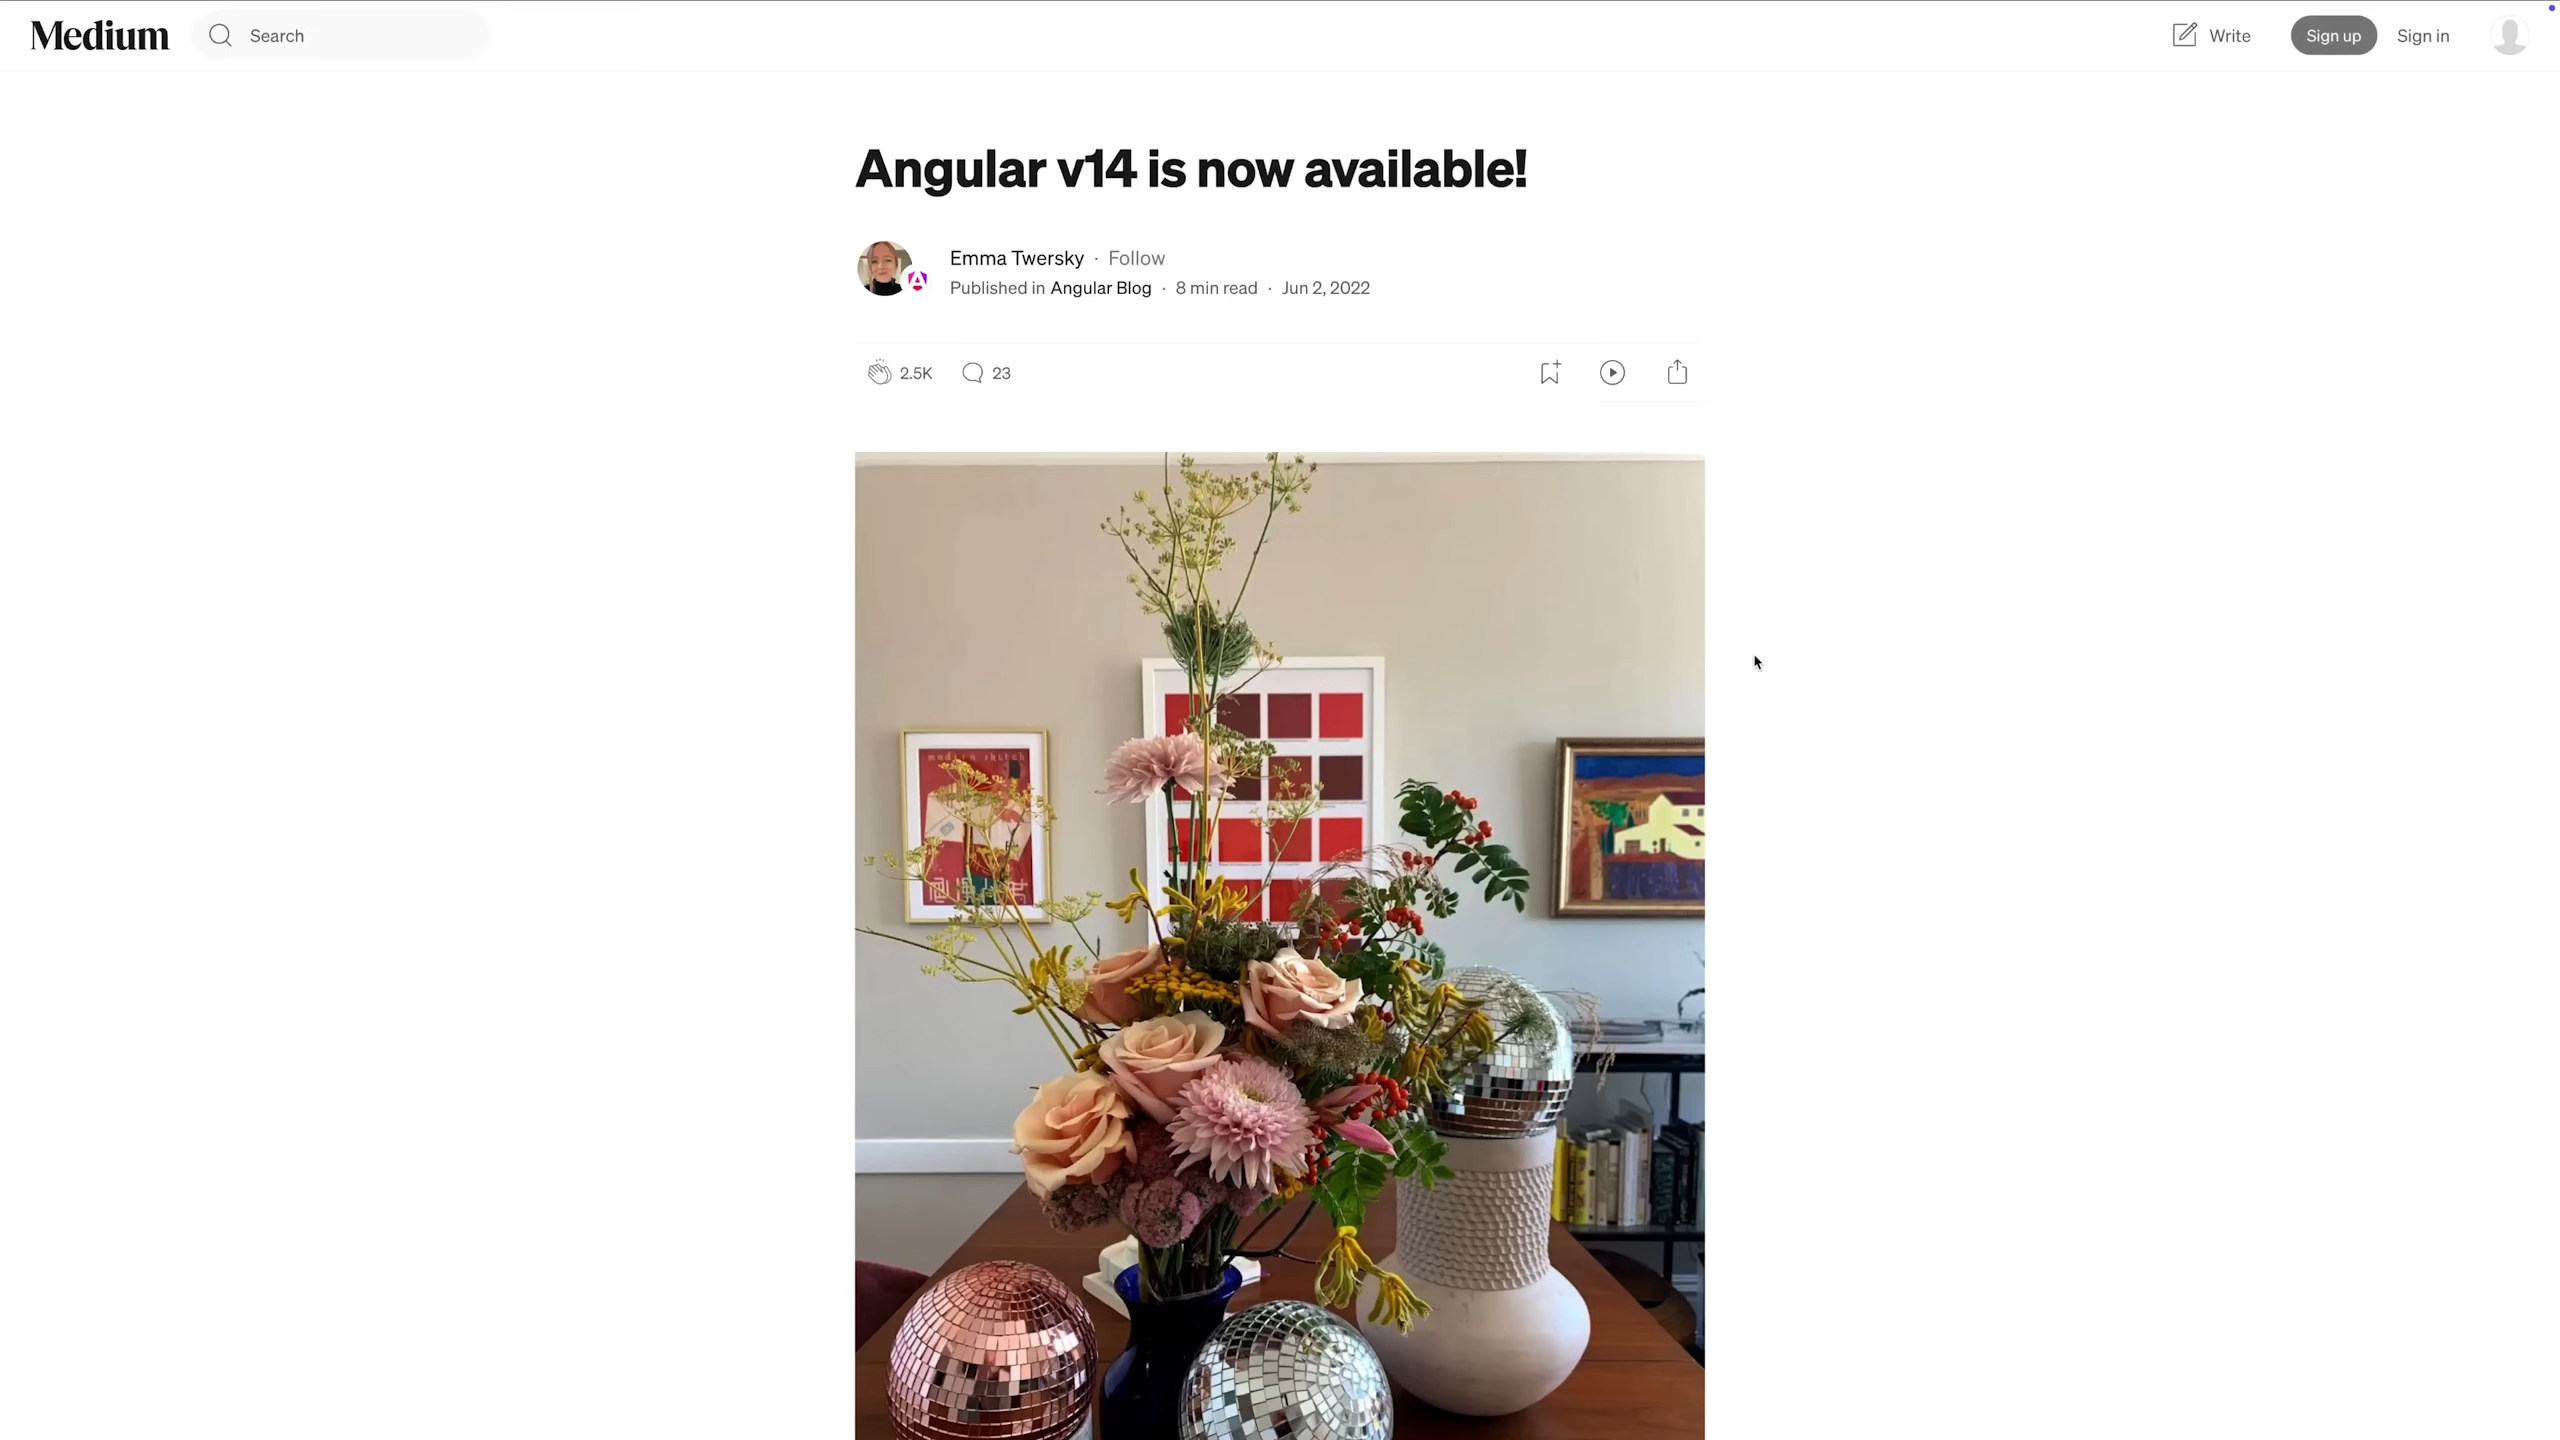 Medium
Search
Write
Sign up
Sign in
Angular v14 is now available!
Emma Twersky · Follow
Published in Angular Blog · 8 min read · Jun 2, 2022
2.5K
23